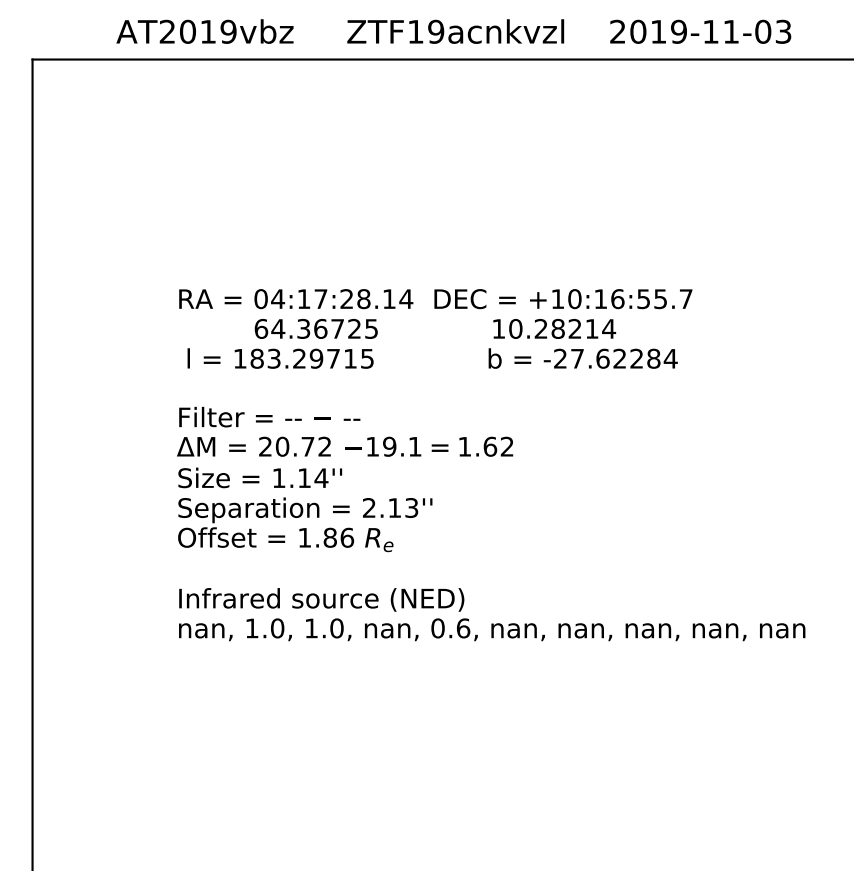 AT2019vbz ZTF19acnkvzl 2019-11-03
RA = 04:17:28.14 DEC = +10:16:55.7
64.36725 10.28214
l = 183.29715 b = -27.62284
Filter = -- − --
ΔM = 20.72 −19.1 = 1.62
Size = 1.14''
Separation = 2.13''
Offset = 1.86 Re
Infrared source (NED)
nan, 1.0, 1.0, nan, 0.6, nan, nan, nan, nan, nan